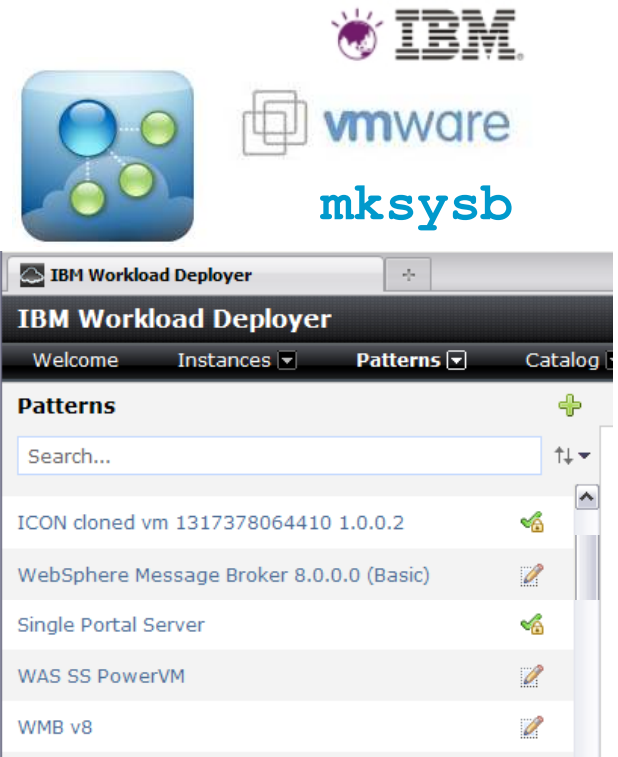 IBM.
vmware
mksysb
IBM Workload Deployer
IBM Workload Deployer
Welcome Instances Patterns Catalog
Patterns
Search...
ICON cloned vm 1317378064410 1.0.0.2
WebSphere Message Broker 8.0.0.0 (Basic)
Single Portal Server
WAS SS PowerVM
WMB v8